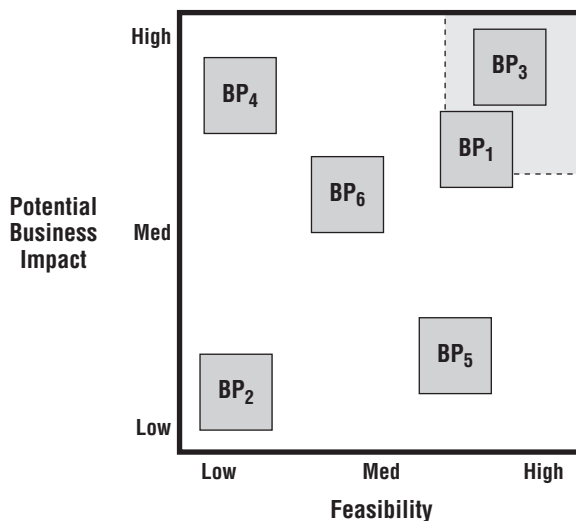 High
BP3
BP4
BP1
BP6
Potential
Business
Impact
Med
BP5
BP2
Low
Low Med High
Feasibility